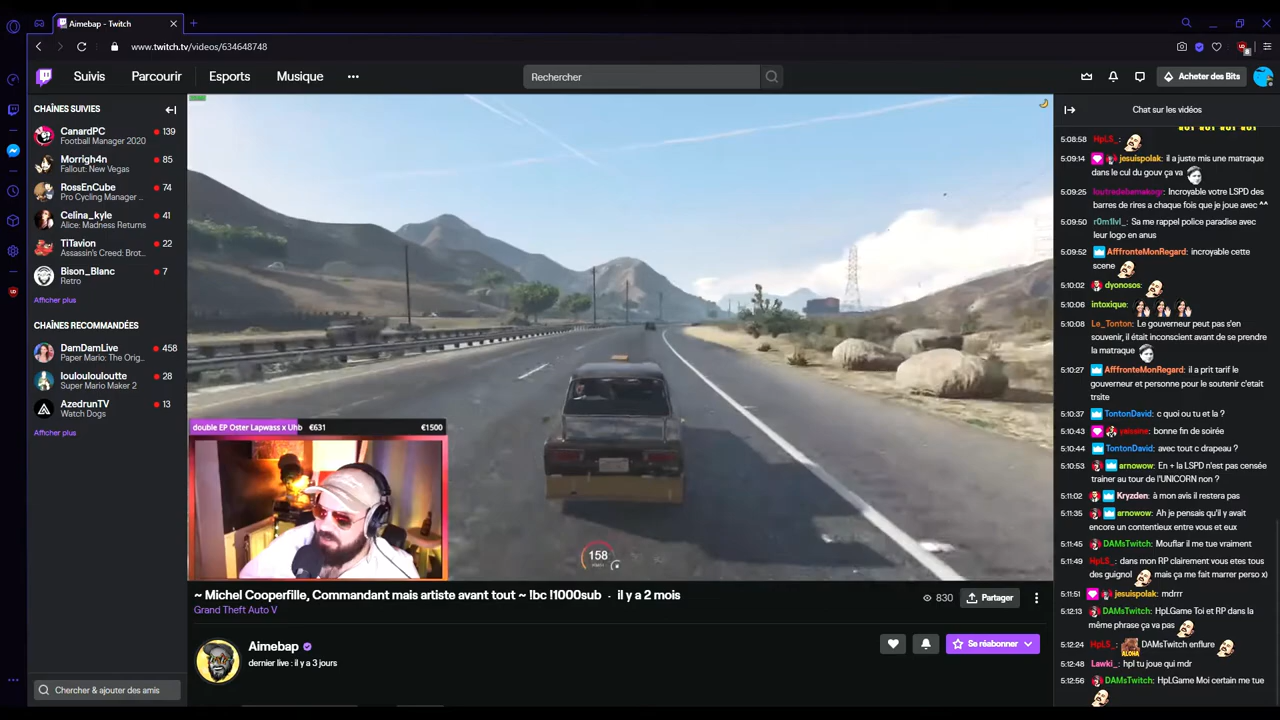 Aimebap - Twitch
www.twitch.tv/videos/634648748
Suivis
Parcourir
Esports
Musique
Rechercher
Acheter des Bits
CHAÎNES SUIVIES
CanardPC
139
Football Manager 2020
Morrigh4n
85
Fallout: New Vegas
RossEnCube
74
Pro Cycling Manager ...
Celina_kyle
41
Alice: Madness Returns
TiTavion
22
Assassin's Creed: Brot...
Bison_Blanc
7
Retro
Afficher plus
CHAÎNES RECOMMANDÉES
DamDamLive
458
Paper Mario: The Orig...
louloulouloutte
28
Super Mario Maker 2
AzedrunTV
13
Watch Dogs
Afficher plus
Chercher & ajouter des amis
double EP Oster Lapwass x Uhb
€631
€1500
158
~ Michel Cooperfille, Commandant mais artiste avant tout ~ !bc !1000sub · il y a 2 mois
Grand Theft Auto V
830
Partager
Aimebap
dernier live : il y a 3 jours
Se réabonner
Chat sur les vidéos
5:08:58 HpLS_:
5:09:14 jesuispolak: il a juste mis une matraque
dans le cul du gouv ça va
5:09:25 Incroyable votre LSPD des
barres de rires a chaque fois que je joue avec ^^
5:09:50 r0m1lvl_: Sa me rappel police paradise avec
leur logo en anus
5:09:52 AfffronteMonRegard: incroyable cette
scene
5:10:02 dyonosos:
5:10:06 intoxique:
5:10:08 Le_Tonton: Le gouverneur peut pas s'en
souvenir, il était inconscient avant de se prendre
la matraque
5:10:27 AfffronteMonRegard: il a prit tarif le
gouverneur et personne pour le soutenir c'etait
trsite
5:10:37 TontonDavid: c quoi ou tu et la ?
5:10:43 yaissine: bonne fin de soirée
5:10:44 TontonDavid: avec tout c drapeau ?
5:10:53 arnowow: En + la LSPD n'est pas censée
trainer au tour de l'UNICORN non ?
5:11:02 Kryzden: à mon avis il restera pas
5:11:35 arnowow: Ah je pensais qu'il y avait
encore un contentieux entre vous et eux
5:11:45 DAMsTwitch: Mouflar il me tue vraiment
5:11:49 HpLS_: dans mon RP clairement vous etes tous
des guignol mais ça me fait marrer perso x)
5:11:51 jesuispolak: mdrrr
5:12:13 DAMsTwitch: HpLGame Toi et RP dans la
même phrase ça va pas
5:12:24 HpLS_: ALOHA DAMsTwitch enflure
5:12:48 Lawki_: hpl tu joue qui mdr
5:12:56 DAMsTwitch: HpLGame Moi certain me tue